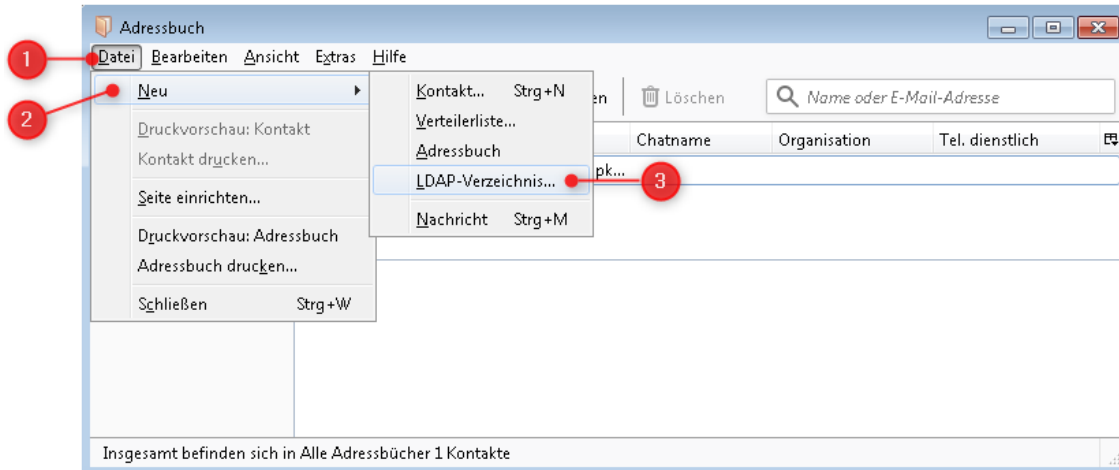 Adressbuch
1
Datei Bearbeiten Ansicht Extras Hilfe
2
Neu
Druckvorschau: Kontakt
Kontakt drucken...
Seite einrichten...
Druckvorschau: Adressbuch
Adressbuch drucken...
Schließen Strg+W
Kontakt... Strg+N
Verteilerliste...
Adressbuch
LDAP-Verzeichnis...
3
Nachricht Strg+M
en
Löschen
Name oder E-Mail-Adresse
Chatname Organisation Tel. dienstlich
pk...
Insgesamt befinden sich in Alle Adressbücher 1 Kontakte